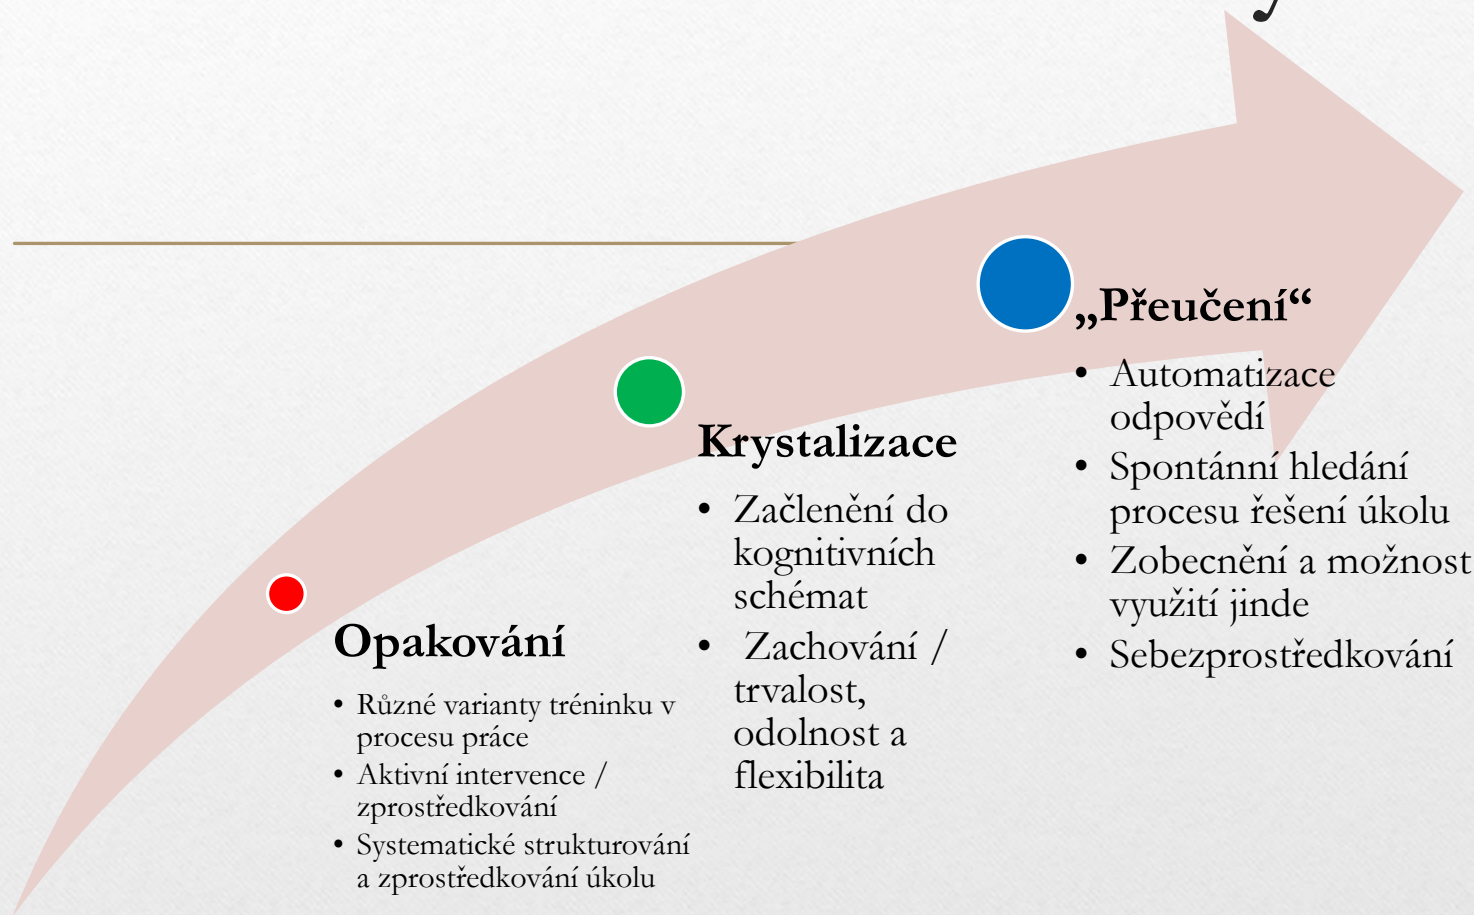 Opakování
• Různé varianty tréninku v
procesu práce
• Aktivní intervence /
zprostředkování
• Systematické strukturování
a zprostředkování úkolu
Krystalizace
• Začlenění do
kognitivních
schémat
• Zachování /
trvalost,
odolnost a
flexibilita
„Přeučení“
• Automatizace
odpovědí
• Spontánní hledání
procesu řešení úkolu
• Zobecnění a možnost
využití jinde
• Sebezprostředkování